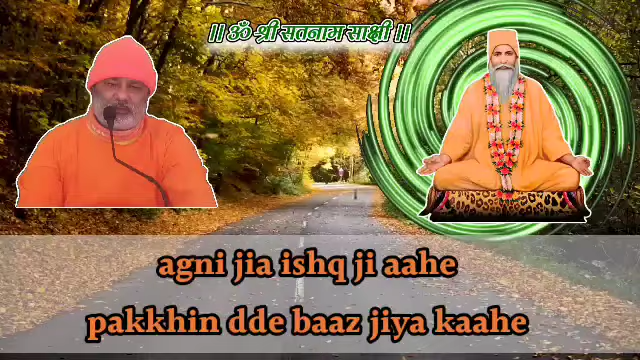 || ॐ श्री सतनाम साक्षी ||
agni jia ishq ji aahe
pakkhin dde baaz jiya kaahe